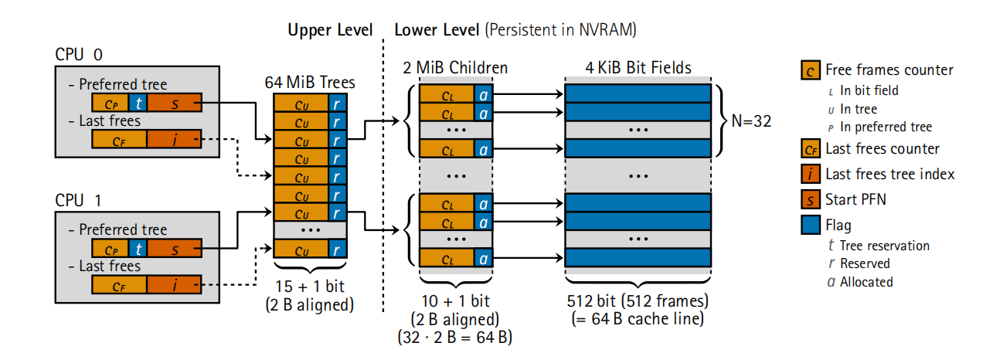 Upper Level
Lower Level (Persistent in NVRAM)
CPU 0
- Preferred tree
cP t s
- Last frees
cF i
CPU 1
- Preferred tree
cP t s
- Last frees
cF i
64 MiB Trees
cU r
cU r
cU r
cU r
cU r
cU r
cU r
...
cU r
15 + 1 bit
(2 B aligned)
2 MiB Children
cL a
cL a
...
cL a
...
cL a
cL a
...
cL a
10 + 1 bit
(2 B aligned)
(32 · 2 B = 64 B)
4 KiB Bit Fields
...
...
...
N=32
512 bit (512 frames)
(= 64 B cache line)
c Free frames counter
L In bit field
U In tree
P In preferred tree
cF Last frees counter
i Last frees tree index
s Start PFN
Flag
t Tree reservation
r Reserved
a Allocated